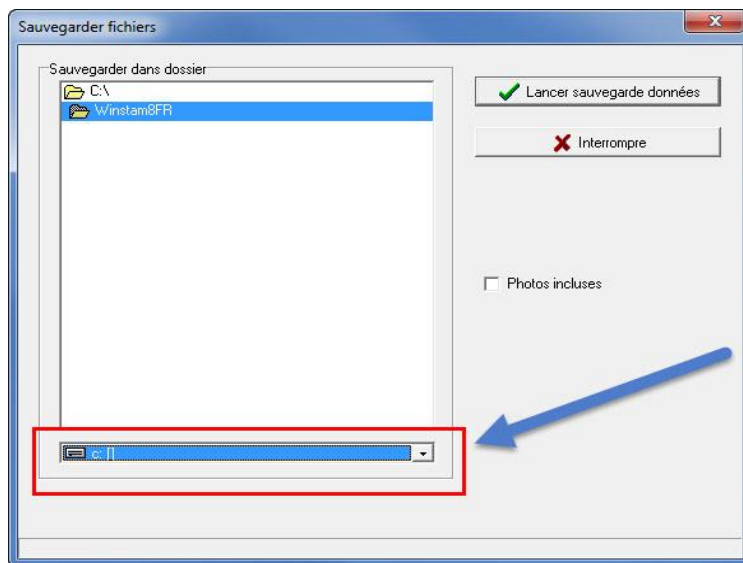 Sauvegarder fichiers
Sauvegarder dans dossier
C:\
Winstam8FR
c: []
Lancer sauvegarde données
Interrompre
Photos incluses